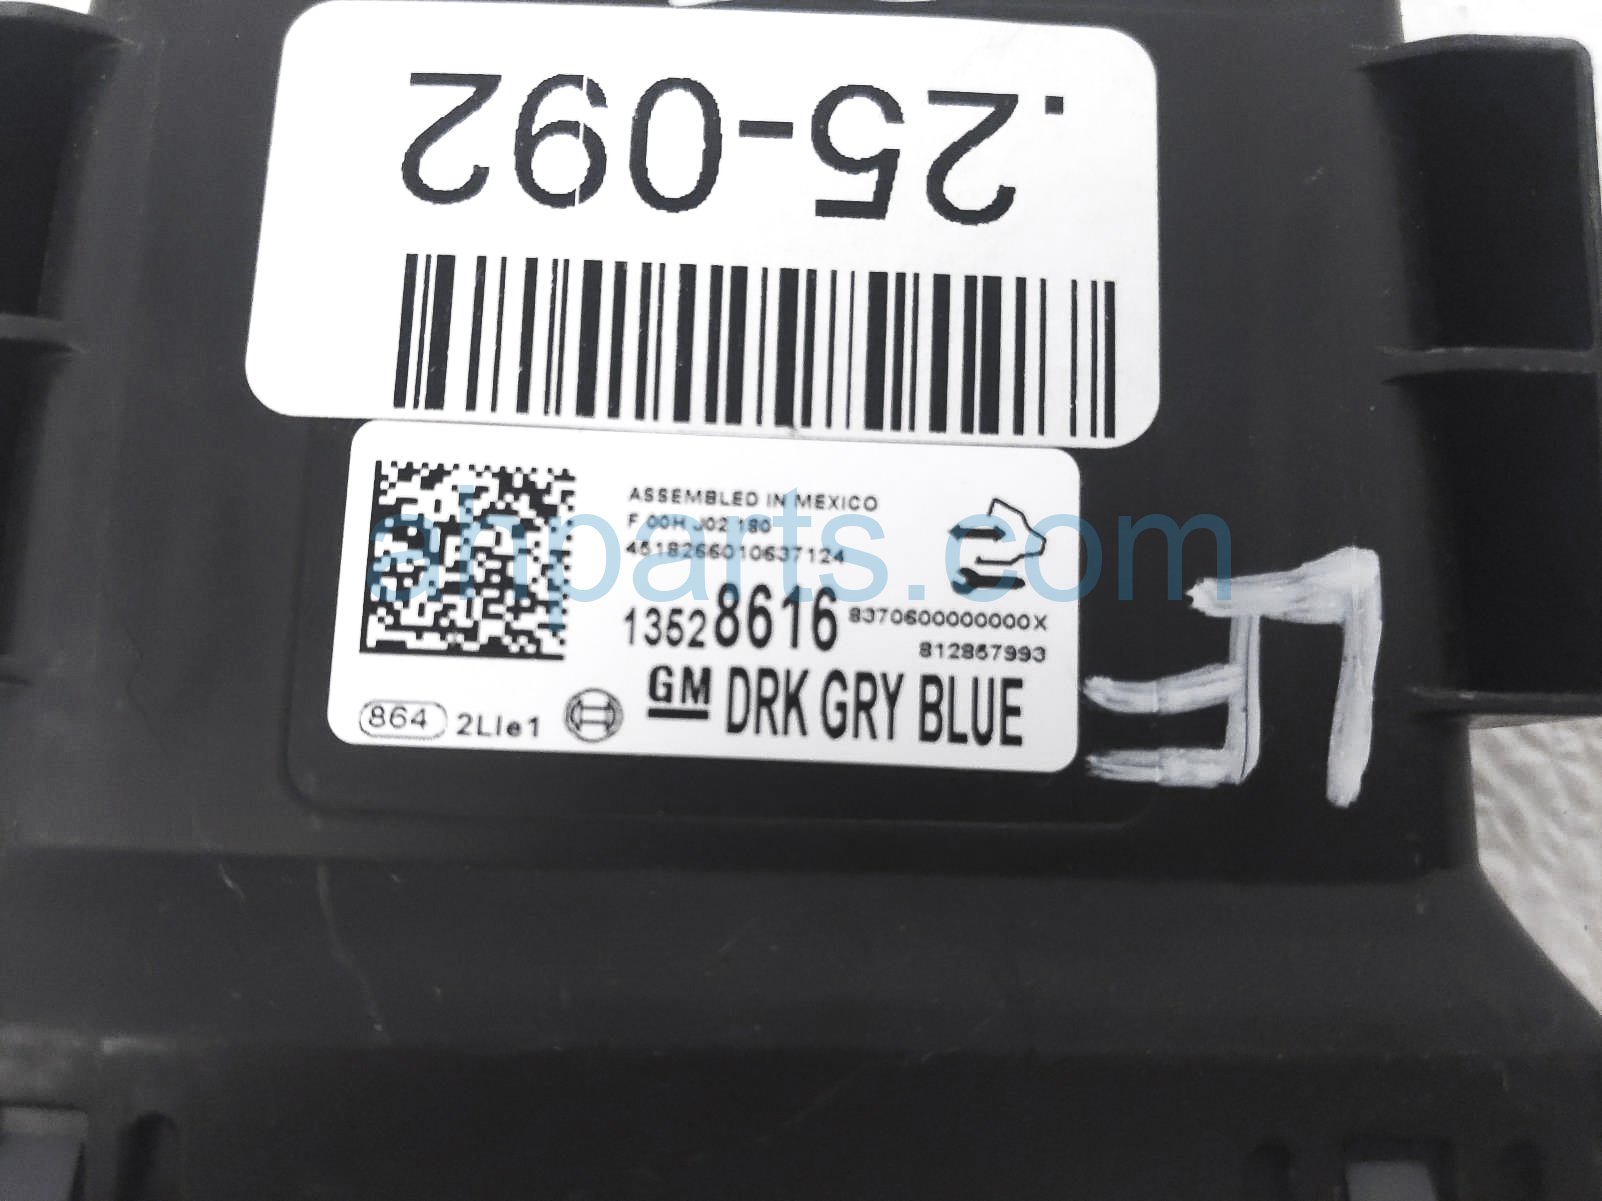 .25-092
ASSEMBLED IN MEXICO
F 00H J02 180
4518266010637124
13528616 8370600000000X
812857993
GM DRK GRY BLUE
864 2LIe1
ahparts.com